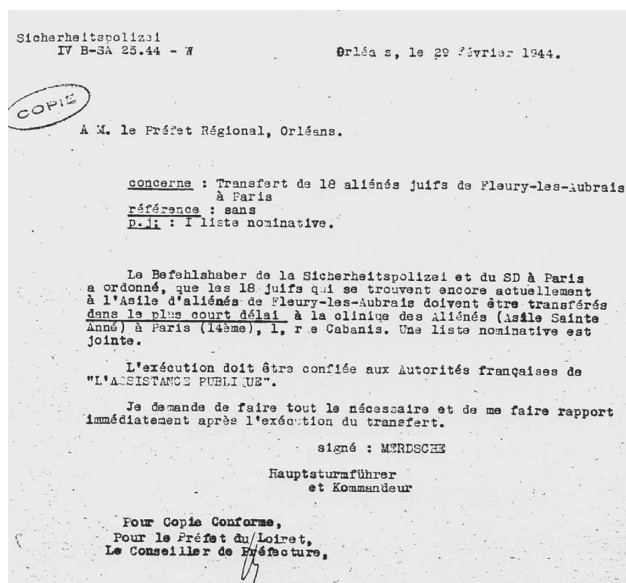 Sicherheitspolizei
IV B-SA 25.44 - W
Orléa s, le 29 Février 1944.
COPIE
A M. le Préfet Régional, Orléans.
concerne : Transfert de 18 aliénés juifs de Fleury-les-Aubrais
à Paris
référence : sans
p.j: : I liste nominative.
Le Befehlshaber de la Sicherheitspolizei et du SD à Paris
a ordonné, que les 18 juifs qui se trouvent encore actuellement
à l'Asile d'aliénés de Fleury-les-Aubrais doivent être transférés
dans le plus court délai à la clinique des Aliénés (Asile Sainte
Anne) à Paris (14ème), 1, r e Cabanis. Une liste nominative est
jointe.
L'exécution doit être confiée aux Autorités françaises de
"L'ASSISTANCE PUBLIQUE".
Je demande de faire tout le nécessaire et de me faire rapport
immédiatement après l'exécution du transfert.
signé : MERDSCHE
Hauptsturmführer
et Kommandeur
Pour Copie Conforme,
Pour le Préfet du Loiret,
Le Conseiller de Préfecture,